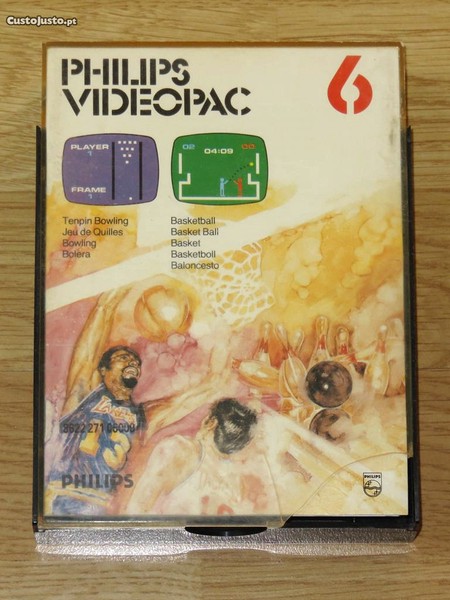 CustoJusto.pt
PHILIPS
VIDEOPAC
6
PLAYER
1
FRAME
1
02
04:09
00
Tenpin Bowling
Jeu de Quilles
Bowling
Bolera
Basketball
Basket Ball
Basket
Basketboll
Baloncesto
13
PHILIPS
PHILIPS